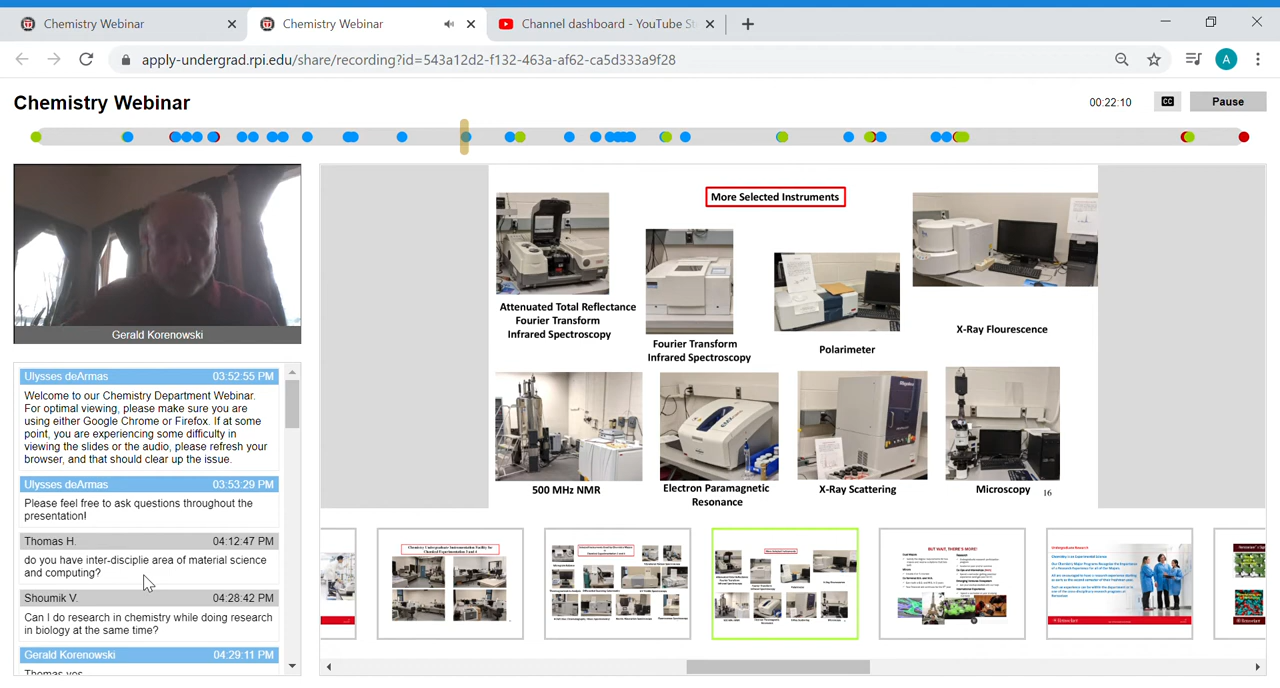 Chemistry Webinar
Chemistry Webinar
Channel dashboard - YouTube St
apply-undergrad.rpi.edu/share/recording?id=543a12d2-f132-463a-af62-ca5d333a9f28
A
Chemistry Webinar
00:22:10
CC
Pause
Gerald Korenowski
Ulysses deArmas 03:52:55 PM
Welcome to our Chemistry Department Webinar.
For optimal viewing, please make sure you are
using either Google Chrome or Firefox. If at some
point, you are experiencing some difficulty in
viewing the slides or the audio, please refresh your
browser, and that should clear up the issue.
Ulysses deArmas 03:53:29 PM
Please feel free to ask questions throughout the
presentation!
Thomas H. 04:12:47 PM
do you have inter-disciplie area of material science
and computing?
Shoumik V. 04:28:22 PM
Can I do research in chemistry while doing research
in biology at the same time?
Gerald Korenowski 04:29:11 PM
Thomas yes
More Selected Instruments
Attenuated Total Reflectance
Fourier Transform
Infrared Spectroscopy
Fourier Transform
Infrared Spectroscopy
Polarimeter
X-Ray Flourescence
500 MHz NMR
Electron Paramagnetic
Resonance
X-Ray Scattering
Microscopy
16
BUT WAIT, THERE'S MORE!